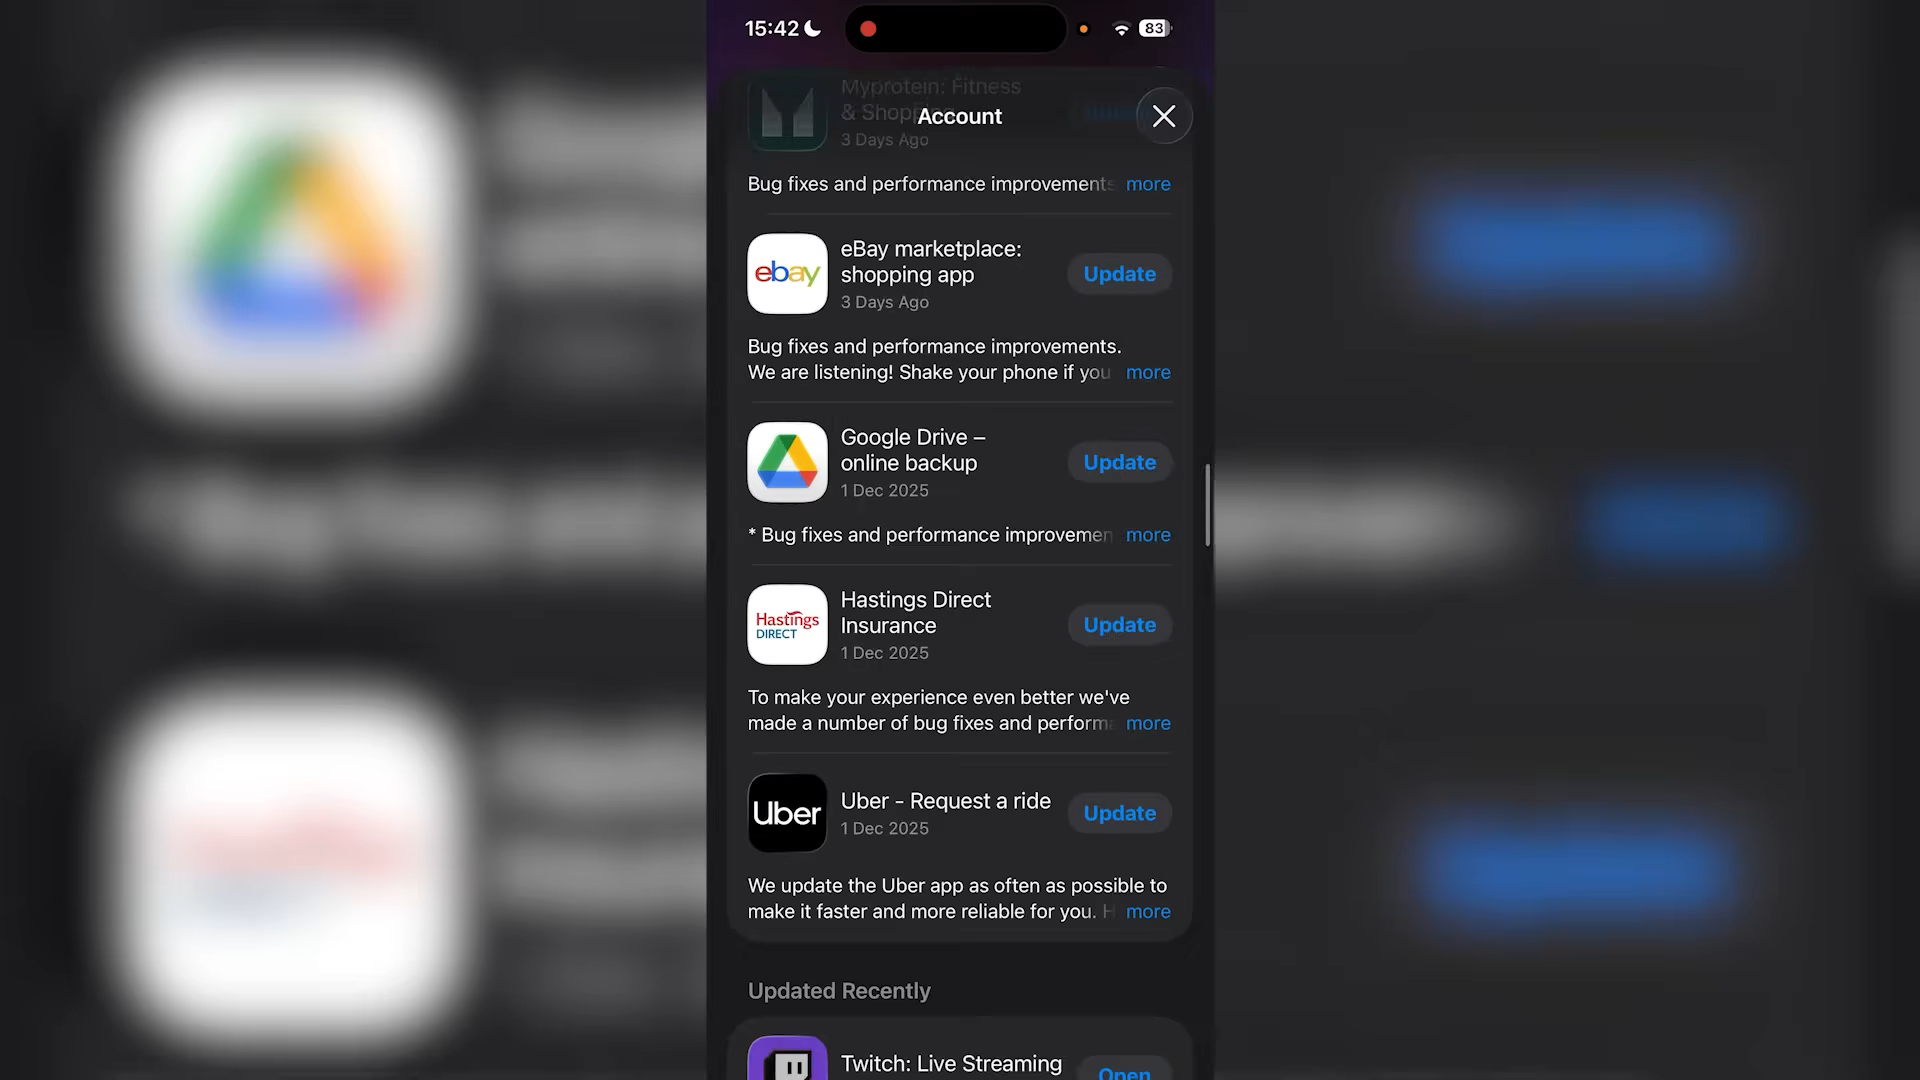 15:42
83
Myprotein: Fitness
& Shopping
Account
3 Days Ago
Bug fixes and performance improvements
more
ebay
eBay marketplace:
shopping app
3 Days Ago
Update
Bug fixes and performance improvements.
We are listening! Shake your phone if you
more
Google Drive –
online backup
1 Dec 2025
Update
* Bug fixes and performance improvemen
more
Hastings
DIRECT
Hastings Direct
Insurance
1 Dec 2025
Update
To make your experience even better we've
made a number of bug fixes and performa
more
Uber
Uber - Request a ride
1 Dec 2025
Update
We update the Uber app as often as possible to
make it faster and more reliable for you. H
more
Updated Recently
Twitch: Live Streaming
Open